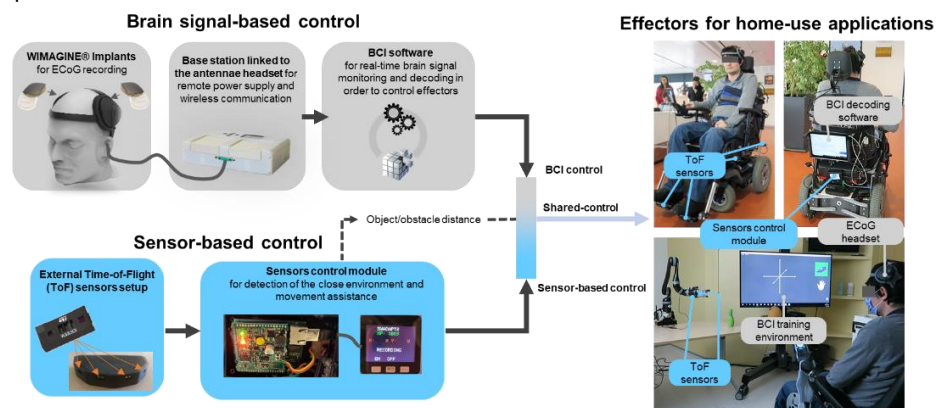 Brain signal-based control
Effectors for home-use applications
WIMAGINE® Implants
for ECoG recording
Base station linked to
the antennae headset for
remote power supply and
wireless communication
BCI software
for real-time brain signal
monitoring and decoding in
order to control effectors
BCI control
Shared-control
Object/obstacle distance
Sensor-based control
Sensor-based control
External Time-of-Flight
(ToF) sensors setup
Sensors control module
for detection of the close environment and
movement assistance
RECORDING
ToF
sensors
BCI decoding
software
Sensors control
module
ECoG
headset
BCI training
environment
ToF
sensors